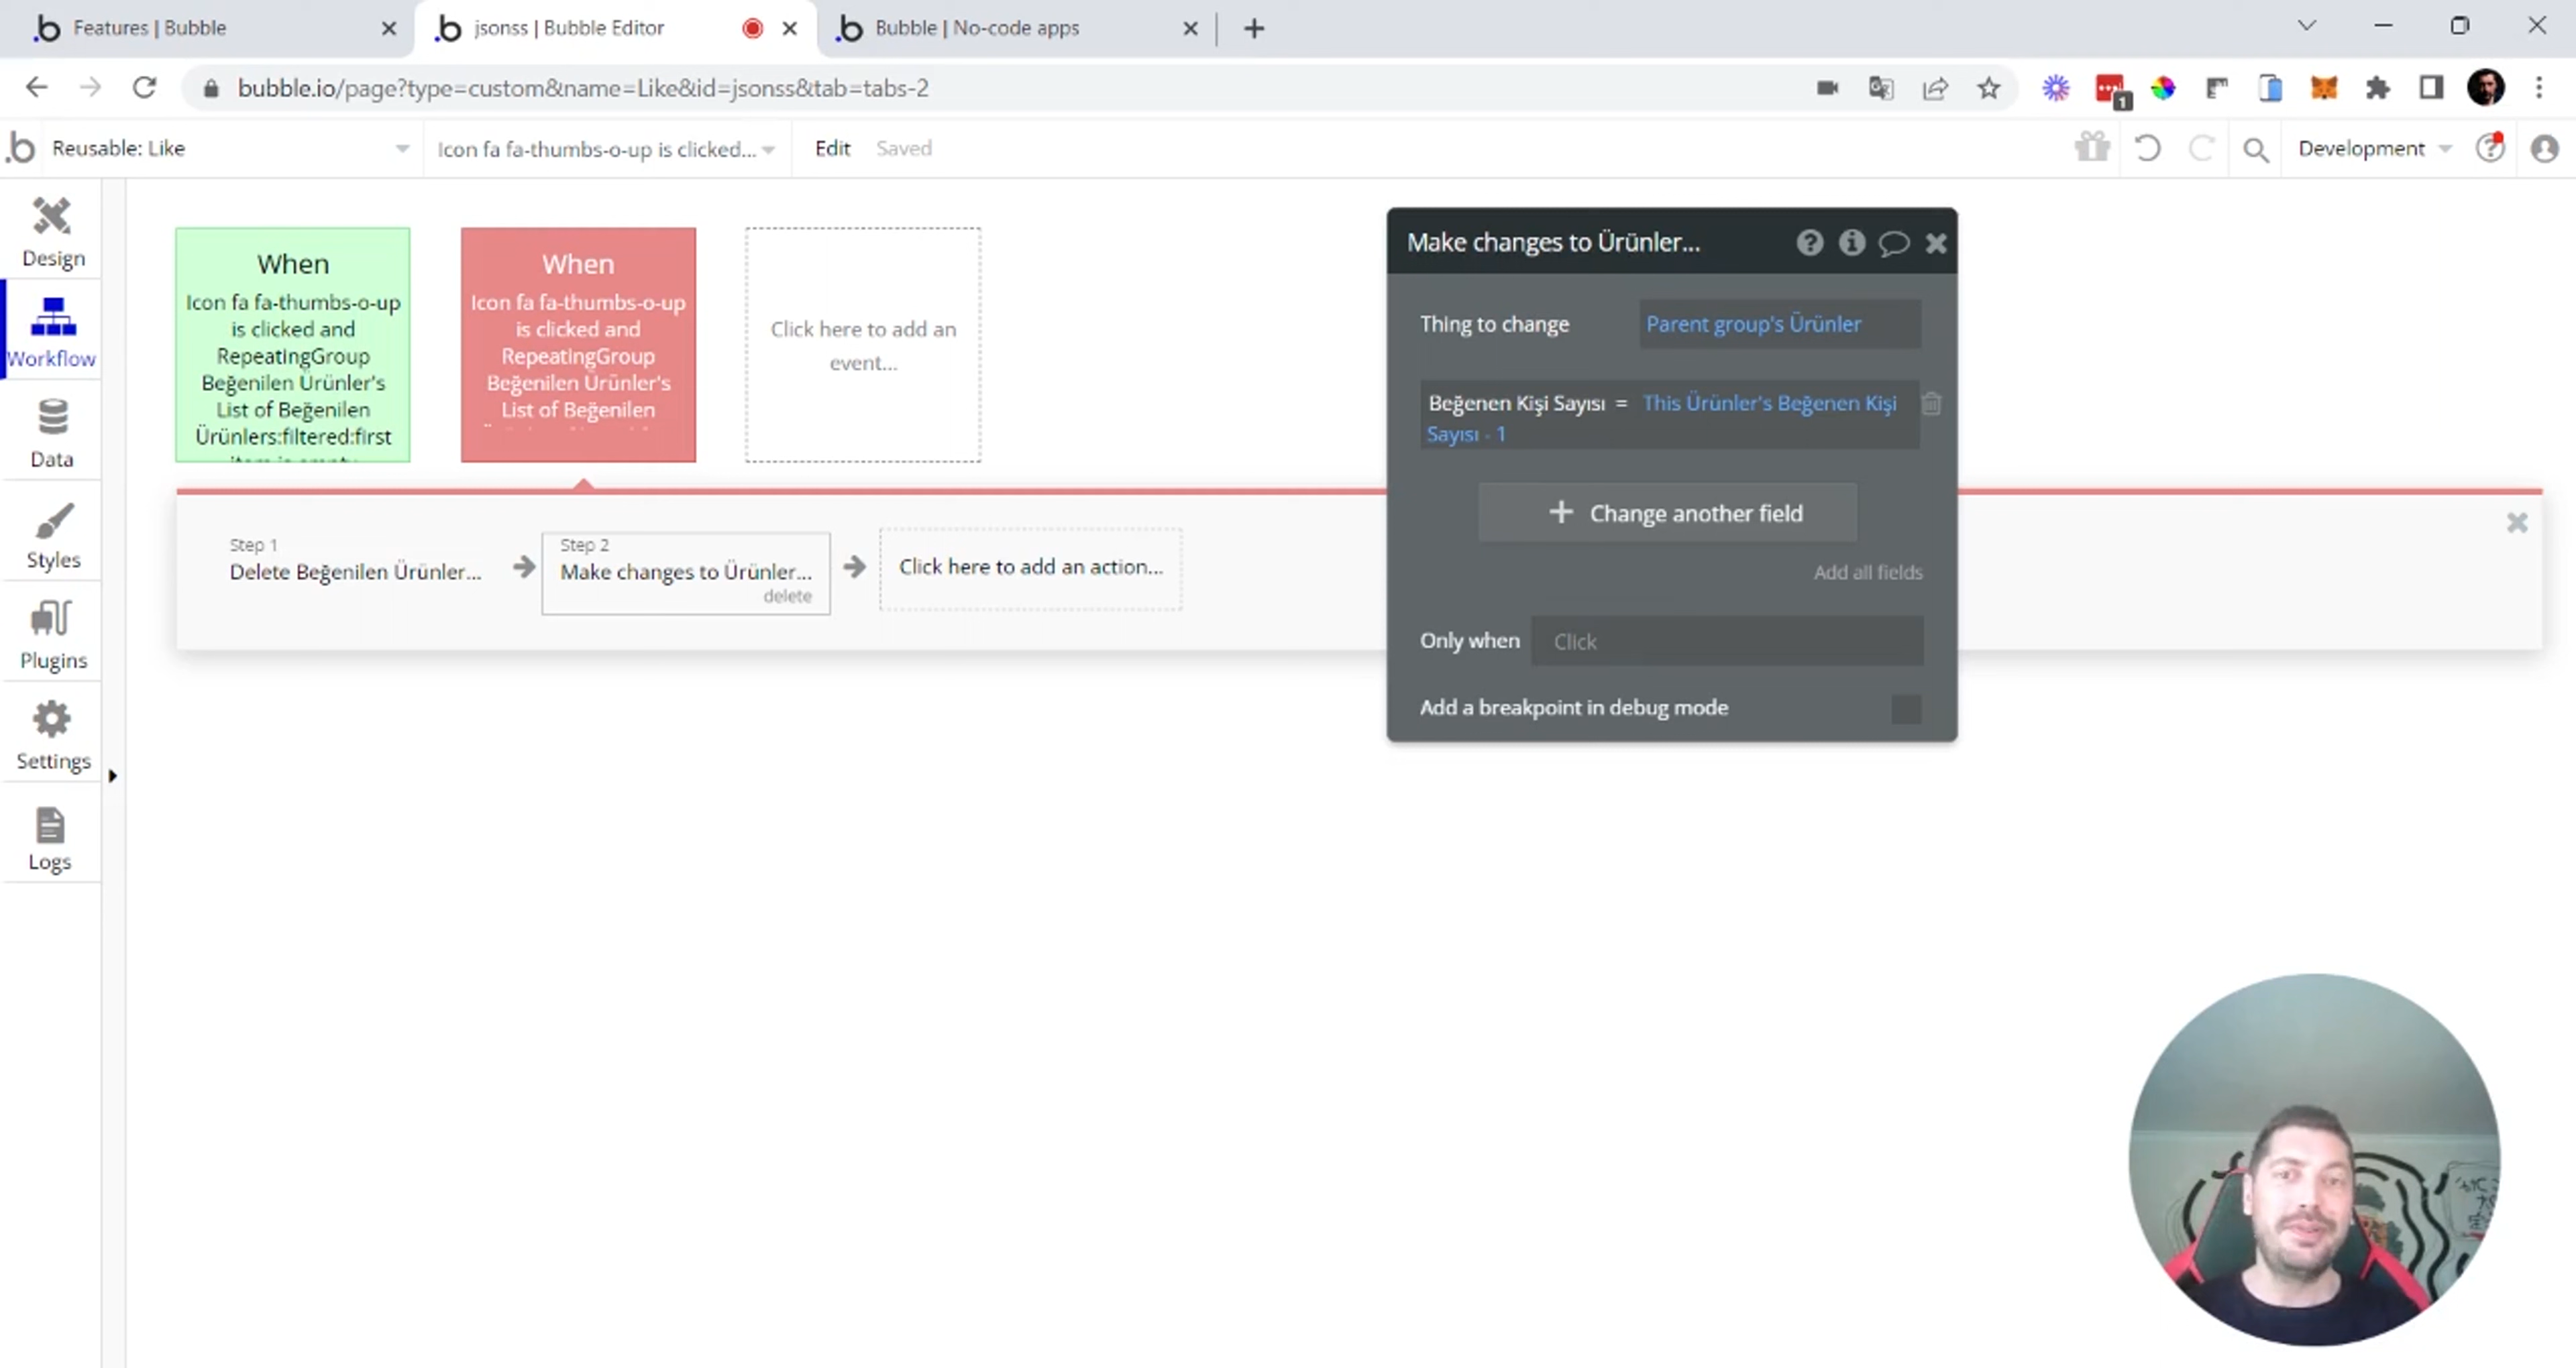 Features | Bubble
jsonss | Bubble Editor
Bubble | No-code apps
bubble.io/page?type=custom&name=Like&id=jsonss&tab=tabs-2
1
Reusable: Like
Icon fa fa-thumbs-o-up is clicked...
Edit
Saved
Development
Design
Workflow
Data
Styles
Plugins
Settings
Logs
When
Icon fa fa-thumbs-o-up
is clicked and
RepeatingGroup
Beğenilen Ürünler's
List of Beğenilen
Ürünlers:filtered:first
item is empty
When
Icon fa fa-thumbs-o-up
is clicked and
RepeatingGroup
Beğenilen Ürünler's
List of Beğenilen
Click here to add an
event...
Step 1
Delete Beğenilen Ürünler...
Step 2
Make changes to Ürünler...
delete
Click here to add an action...
Make changes to Ürünler...
Thing to change
Parent group's Ürünler
Beğenen Kişi Sayısı = This Ürünler's Beğenen Kişi
Sayısı - 1
Change another field
Add all fields
Only when
Click
Add a breakpoint in debug mode